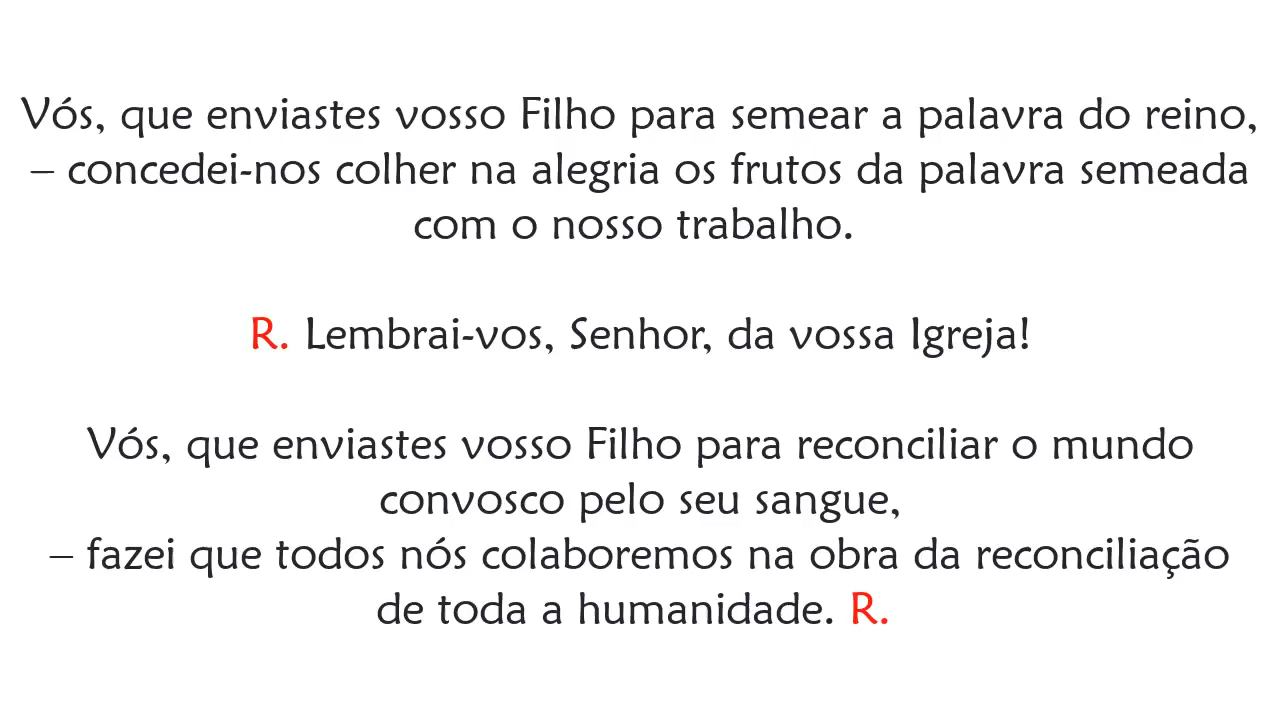 Vós, que enviastes vosso Filho para semear a palavra do reino,
– concedei-nos colher na alegria os frutos da palavra semeada
com o nosso trabalho.
R. Lembrai-vos, Senhor, da vossa Igreja!
Vós, que enviastes vosso Filho para reconciliar o mundo
convosco pelo seu sangue,
– fazei que todos nós colaboremos na obra da reconciliação
de toda a humanidade. R.